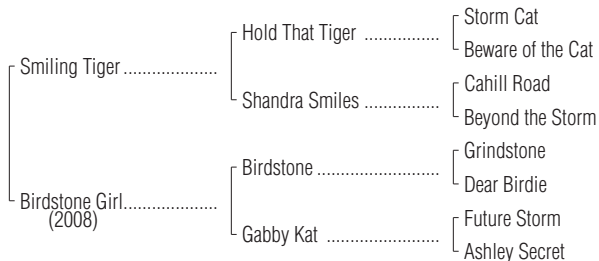 Storm Cat
Hold That Tiger ................
Beware of the Cat
Smiling Tiger....................
Cahill Road
Shandra Smiles ................
Beyond the Storm
Grindstone
Birdstone ..........................
Dear Birdie
Birdstone Girl....................
(2008)
Future Storm
Gabby Kat ........................
Ashley Secret